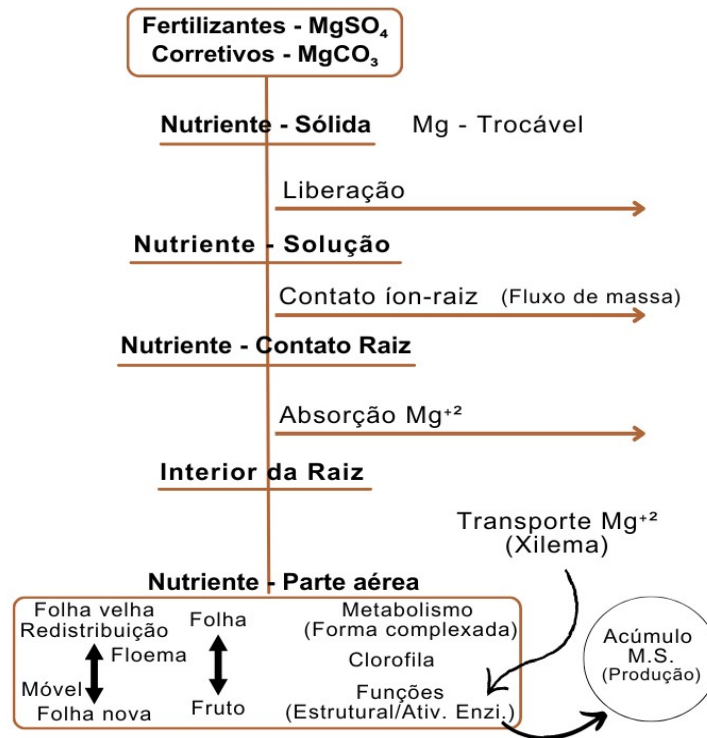 Fertilizantes - MgSO₄
Corretivos - MgCO₃
Nutriente - Sólida
Mg - Trocável
Liberação
Nutriente - Solução
Contato íon-raiz (Fluxo de massa)
Nutriente - Contato Raiz
Absorção Mg⁺²
Interior da Raiz
Transporte Mg⁺²
(Xilema)
Nutriente - Parte aérea
Folha velha
Redistribuição
Floema
Móvel
Folha nova
Folha
Fruto
Metabolismo
(Forma complexada)
Clorofila
Funções
(Estrutural/Ativ. Enzi.)
Acúmulo
M.S.
(Produção)